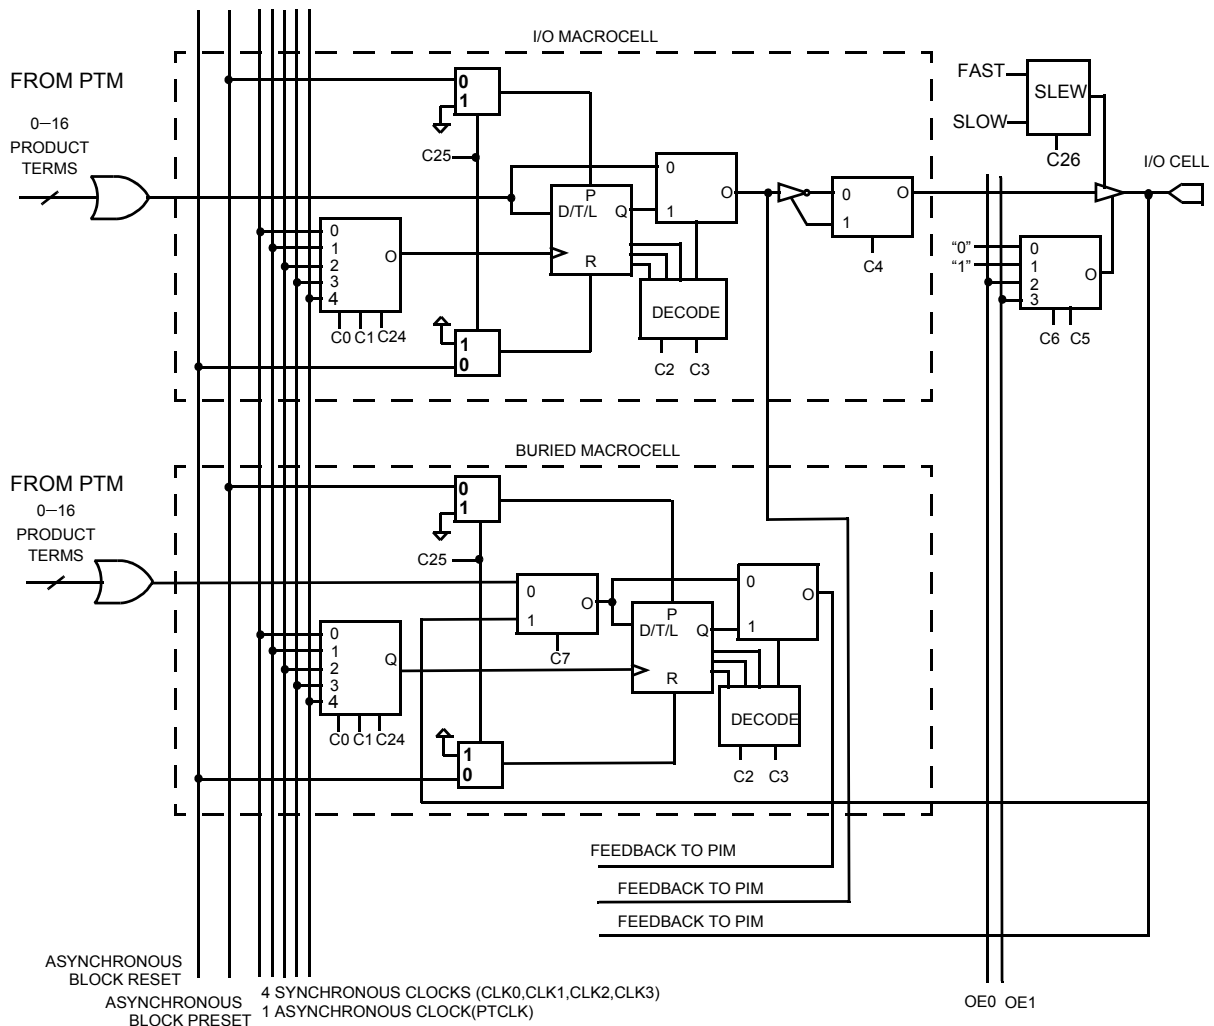 I/O MACROCELL
FROM PTM
0–16
PRODUCT
TERMS
0
1
C25
P
D/T/L
Q
R
0
1
2
3
4
O
C0 C1 C24
1
0
0
1
O
DECODE
C2 C3
0
1
O
C4
FAST
SLOW
SLEW
C26
I/O CELL
“0”
“1”
0
1
2
3
O
C6 C5
BURIED MACROCELL
FROM PTM
0–16
PRODUCT
TERMS
0
1
C25
0
1
O
C7
P
D/T/L
Q
R
0
1
2
3
4
Q
C0 C1 C24
1
0
0
1
O
DECODE
C2 C3
FEEDBACK TO PIM
FEEDBACK TO PIM
FEEDBACK TO PIM
ASYNCHRONOUS
BLOCK RESET
ASYNCHRONOUS
BLOCK PRESET
4 SYNCHRONOUS CLOCKS (CLK0,CLK1,CLK2,CLK3)
1 ASYNCHRONOUS CLOCK(PTCLK)
OE0 OE1